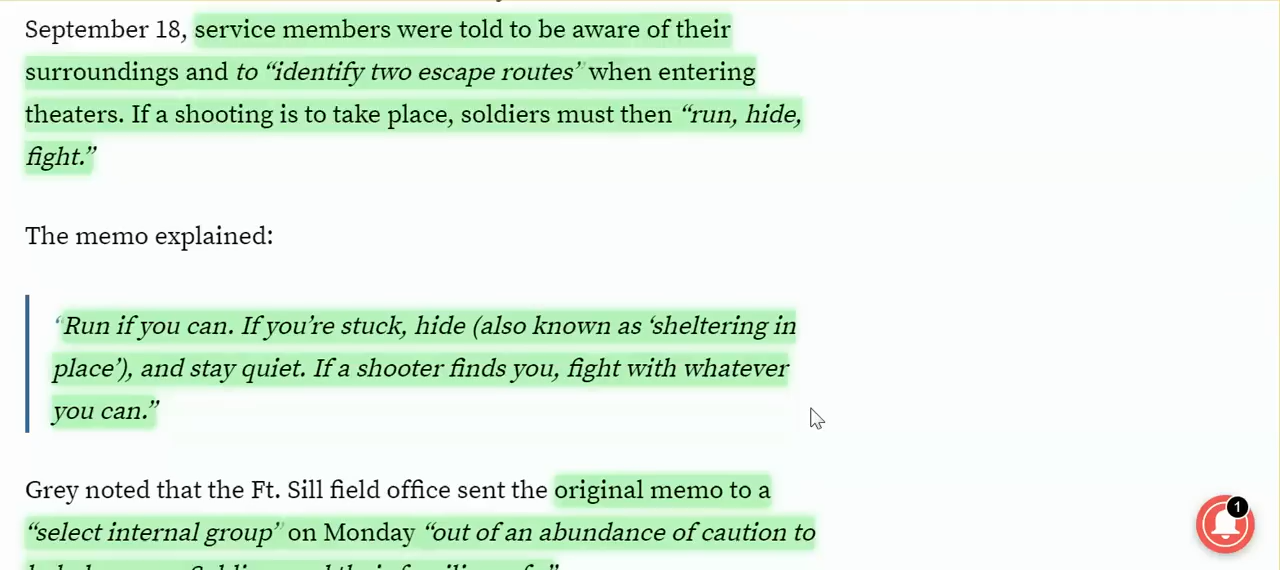 September 18, service members were told to be aware of their
surroundings and to “identify two escape routes” when entering
theaters. If a shooting is to take place, soldiers must then “run, hide,
fight.”
The memo explained:
“Run if you can. If you’re stuck, hide (also known as ‘sheltering in
place’), and stay quiet. If a shooter finds you, fight with whatever
you can.”
Grey noted that the Ft. Sill field office sent the original memo to a
“select internal group” on Monday “out of an abundance of caution to
1